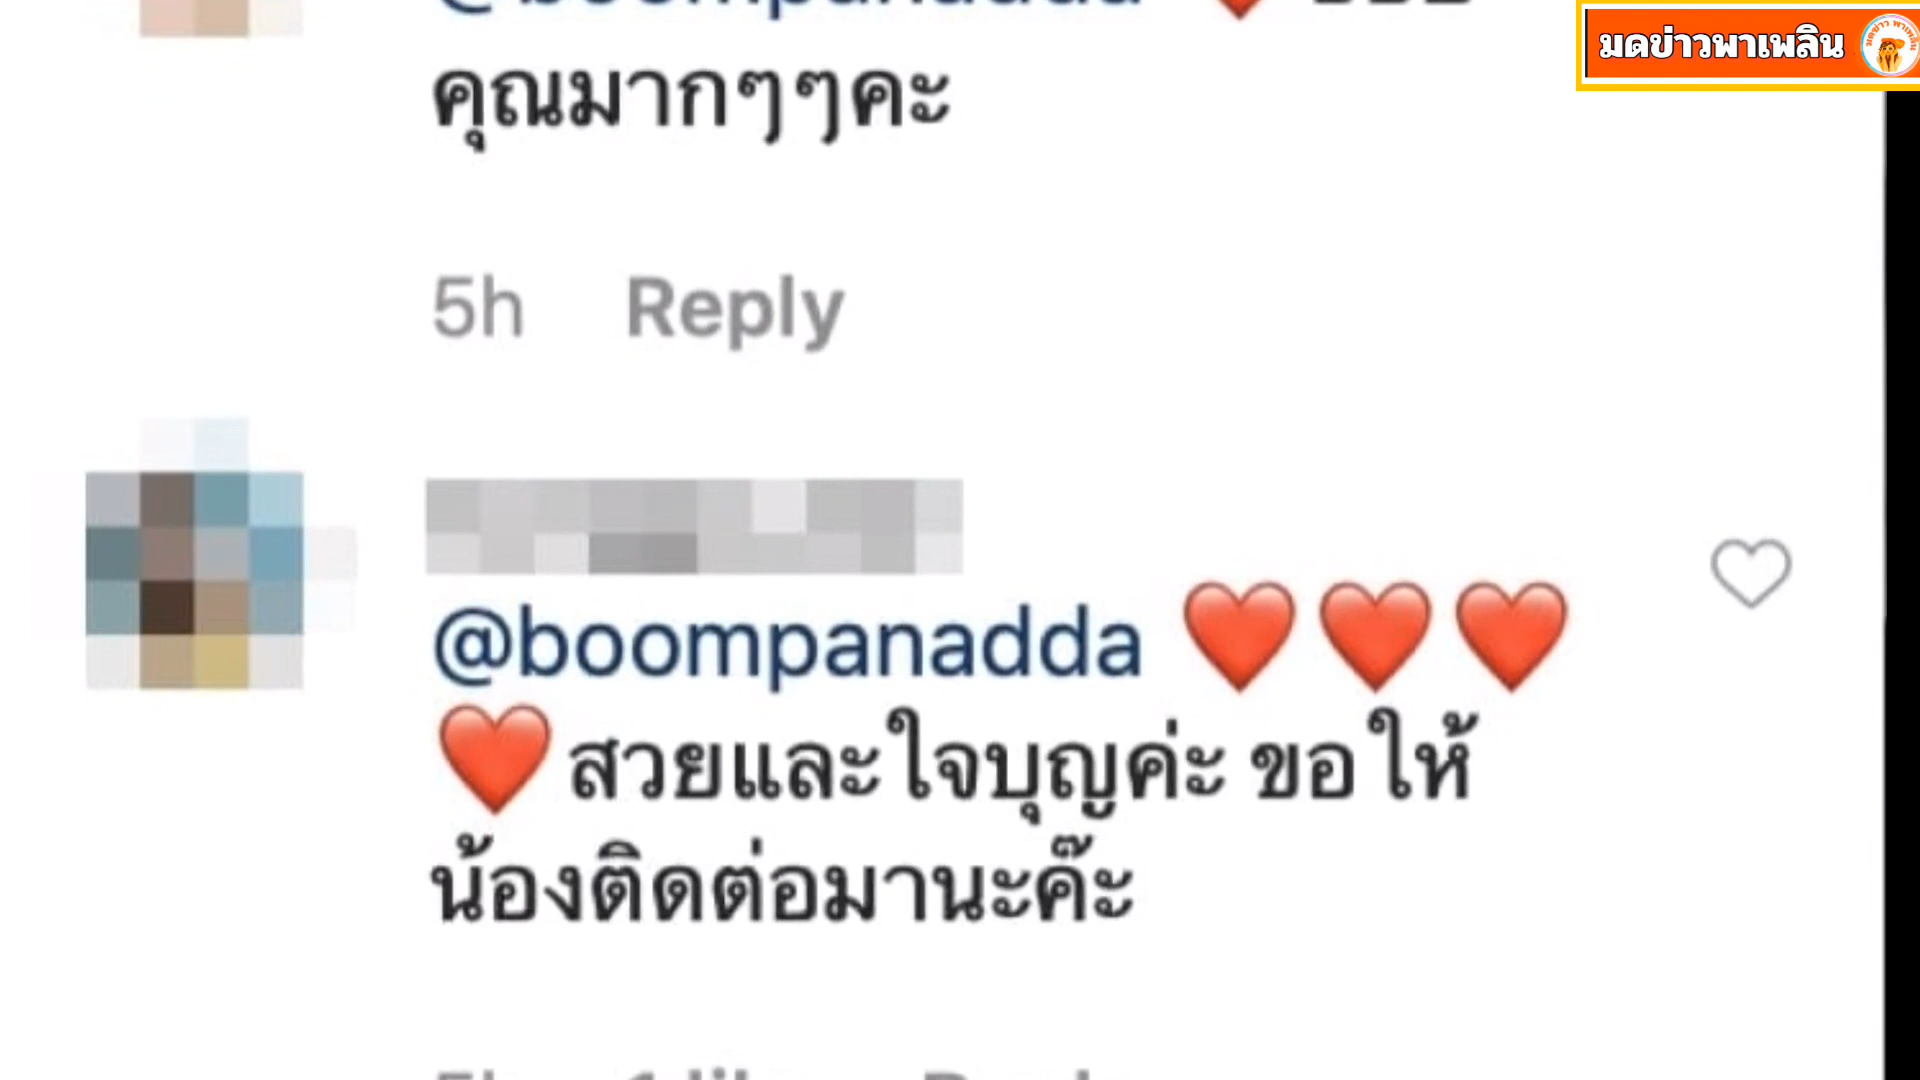 @boompanadda ❤️
มดข่าวพาเพลิน
คุณมากๆๆคะ
5h Reply
@boompanadda ❤️❤️❤️
❤️สวยและใจบุญค่ะ ขอให้
น้องติดต่อมานะค๊ะ